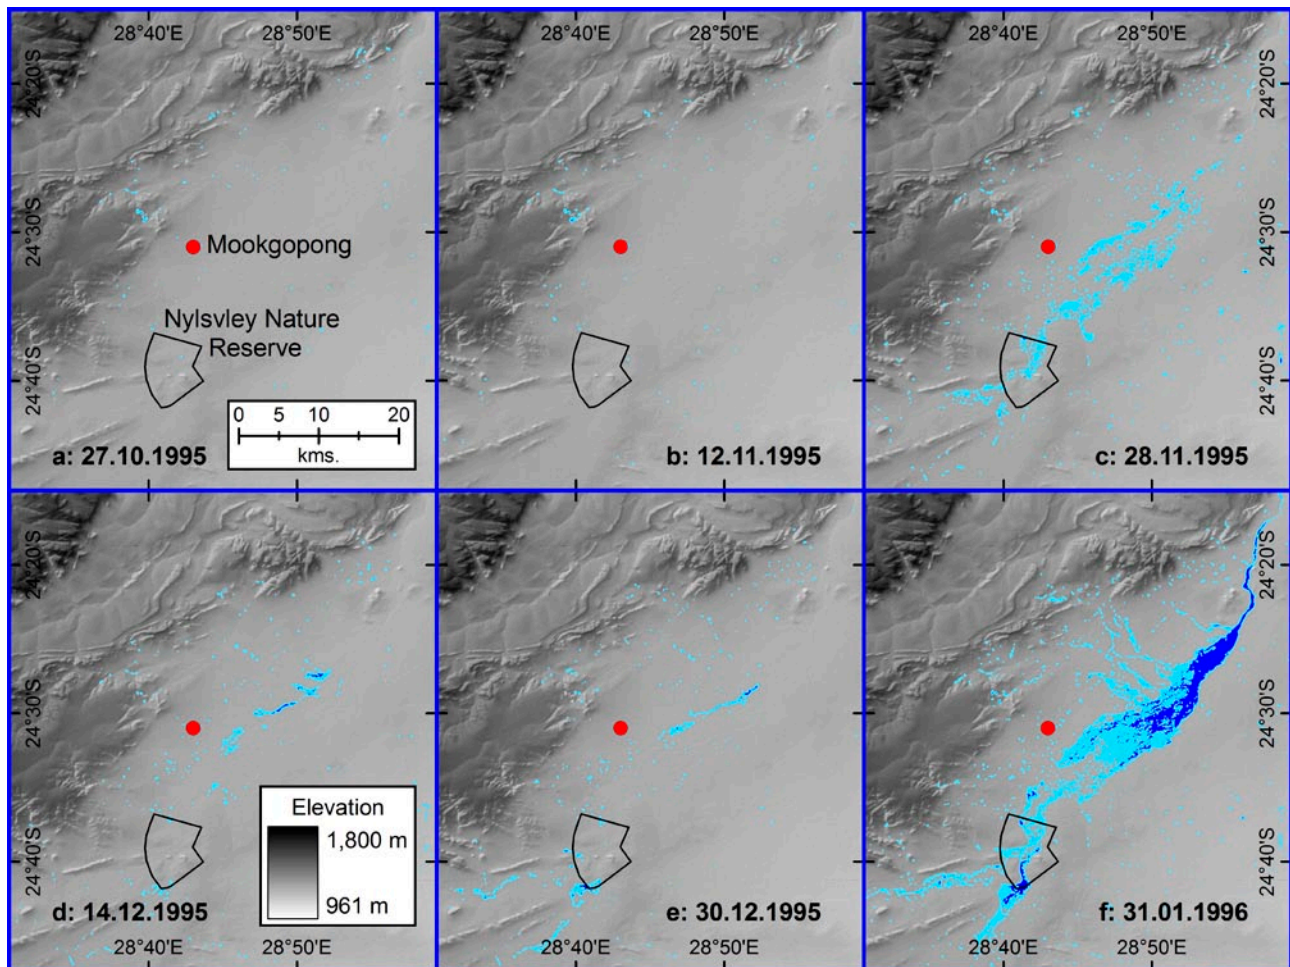 28°40'E 28°50'E
28°40'E 28°50'E
28°40'E 28°50'E
24°20'S
24°20'S
24°30'S
Mookgopong
24°30'S
Nylsvley Nature
Reserve
24°40'S
24°40'S
0 5 10 20
kms.
a: 27.10.1995
b: 12.11.1995
c: 28.11.1995
24°20'S
24°20'S
24°30'S
24°30'S
Elevation
1,800 m
961 m
24°40'S
24°40'S
d: 14.12.1995
e: 30.12.1995
f: 31.01.1996
28°40'E 28°50'E
28°40'E 28°50'E
28°40'E 28°50'E